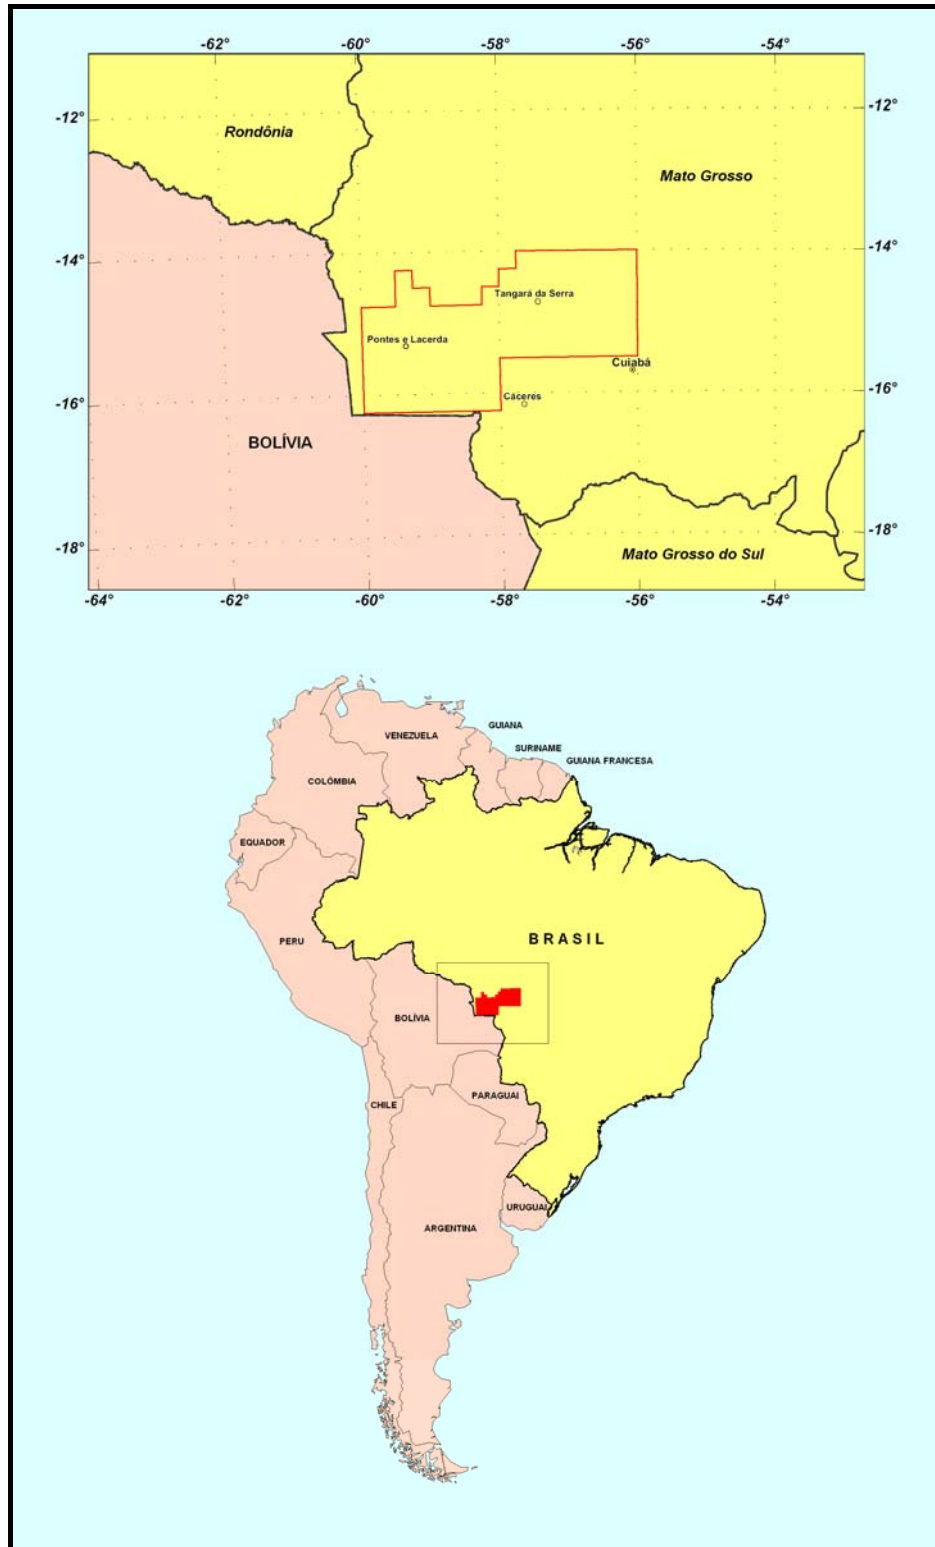 -62° -60° -58° -56° -54°
-12° -12°
Rondônia
Mato Grosso
-14° -14°
Tangará da Serra
Pontes e Lacerda
Cuiabá
Cáceres
-16° -16°
BOLÍVIA
-18° -18°
Mato Grosso do Sul
-64° -62° -60° -58° -56° -54°
GUIANA
VENEZUELA
SURINAME
GUIANA FRANCESA
COLÔMBIA
EQUADOR
BRASIL
PERU
BOLÍVIA
PARAGUAI
CHILE
URUGUAI
ARGENTINA